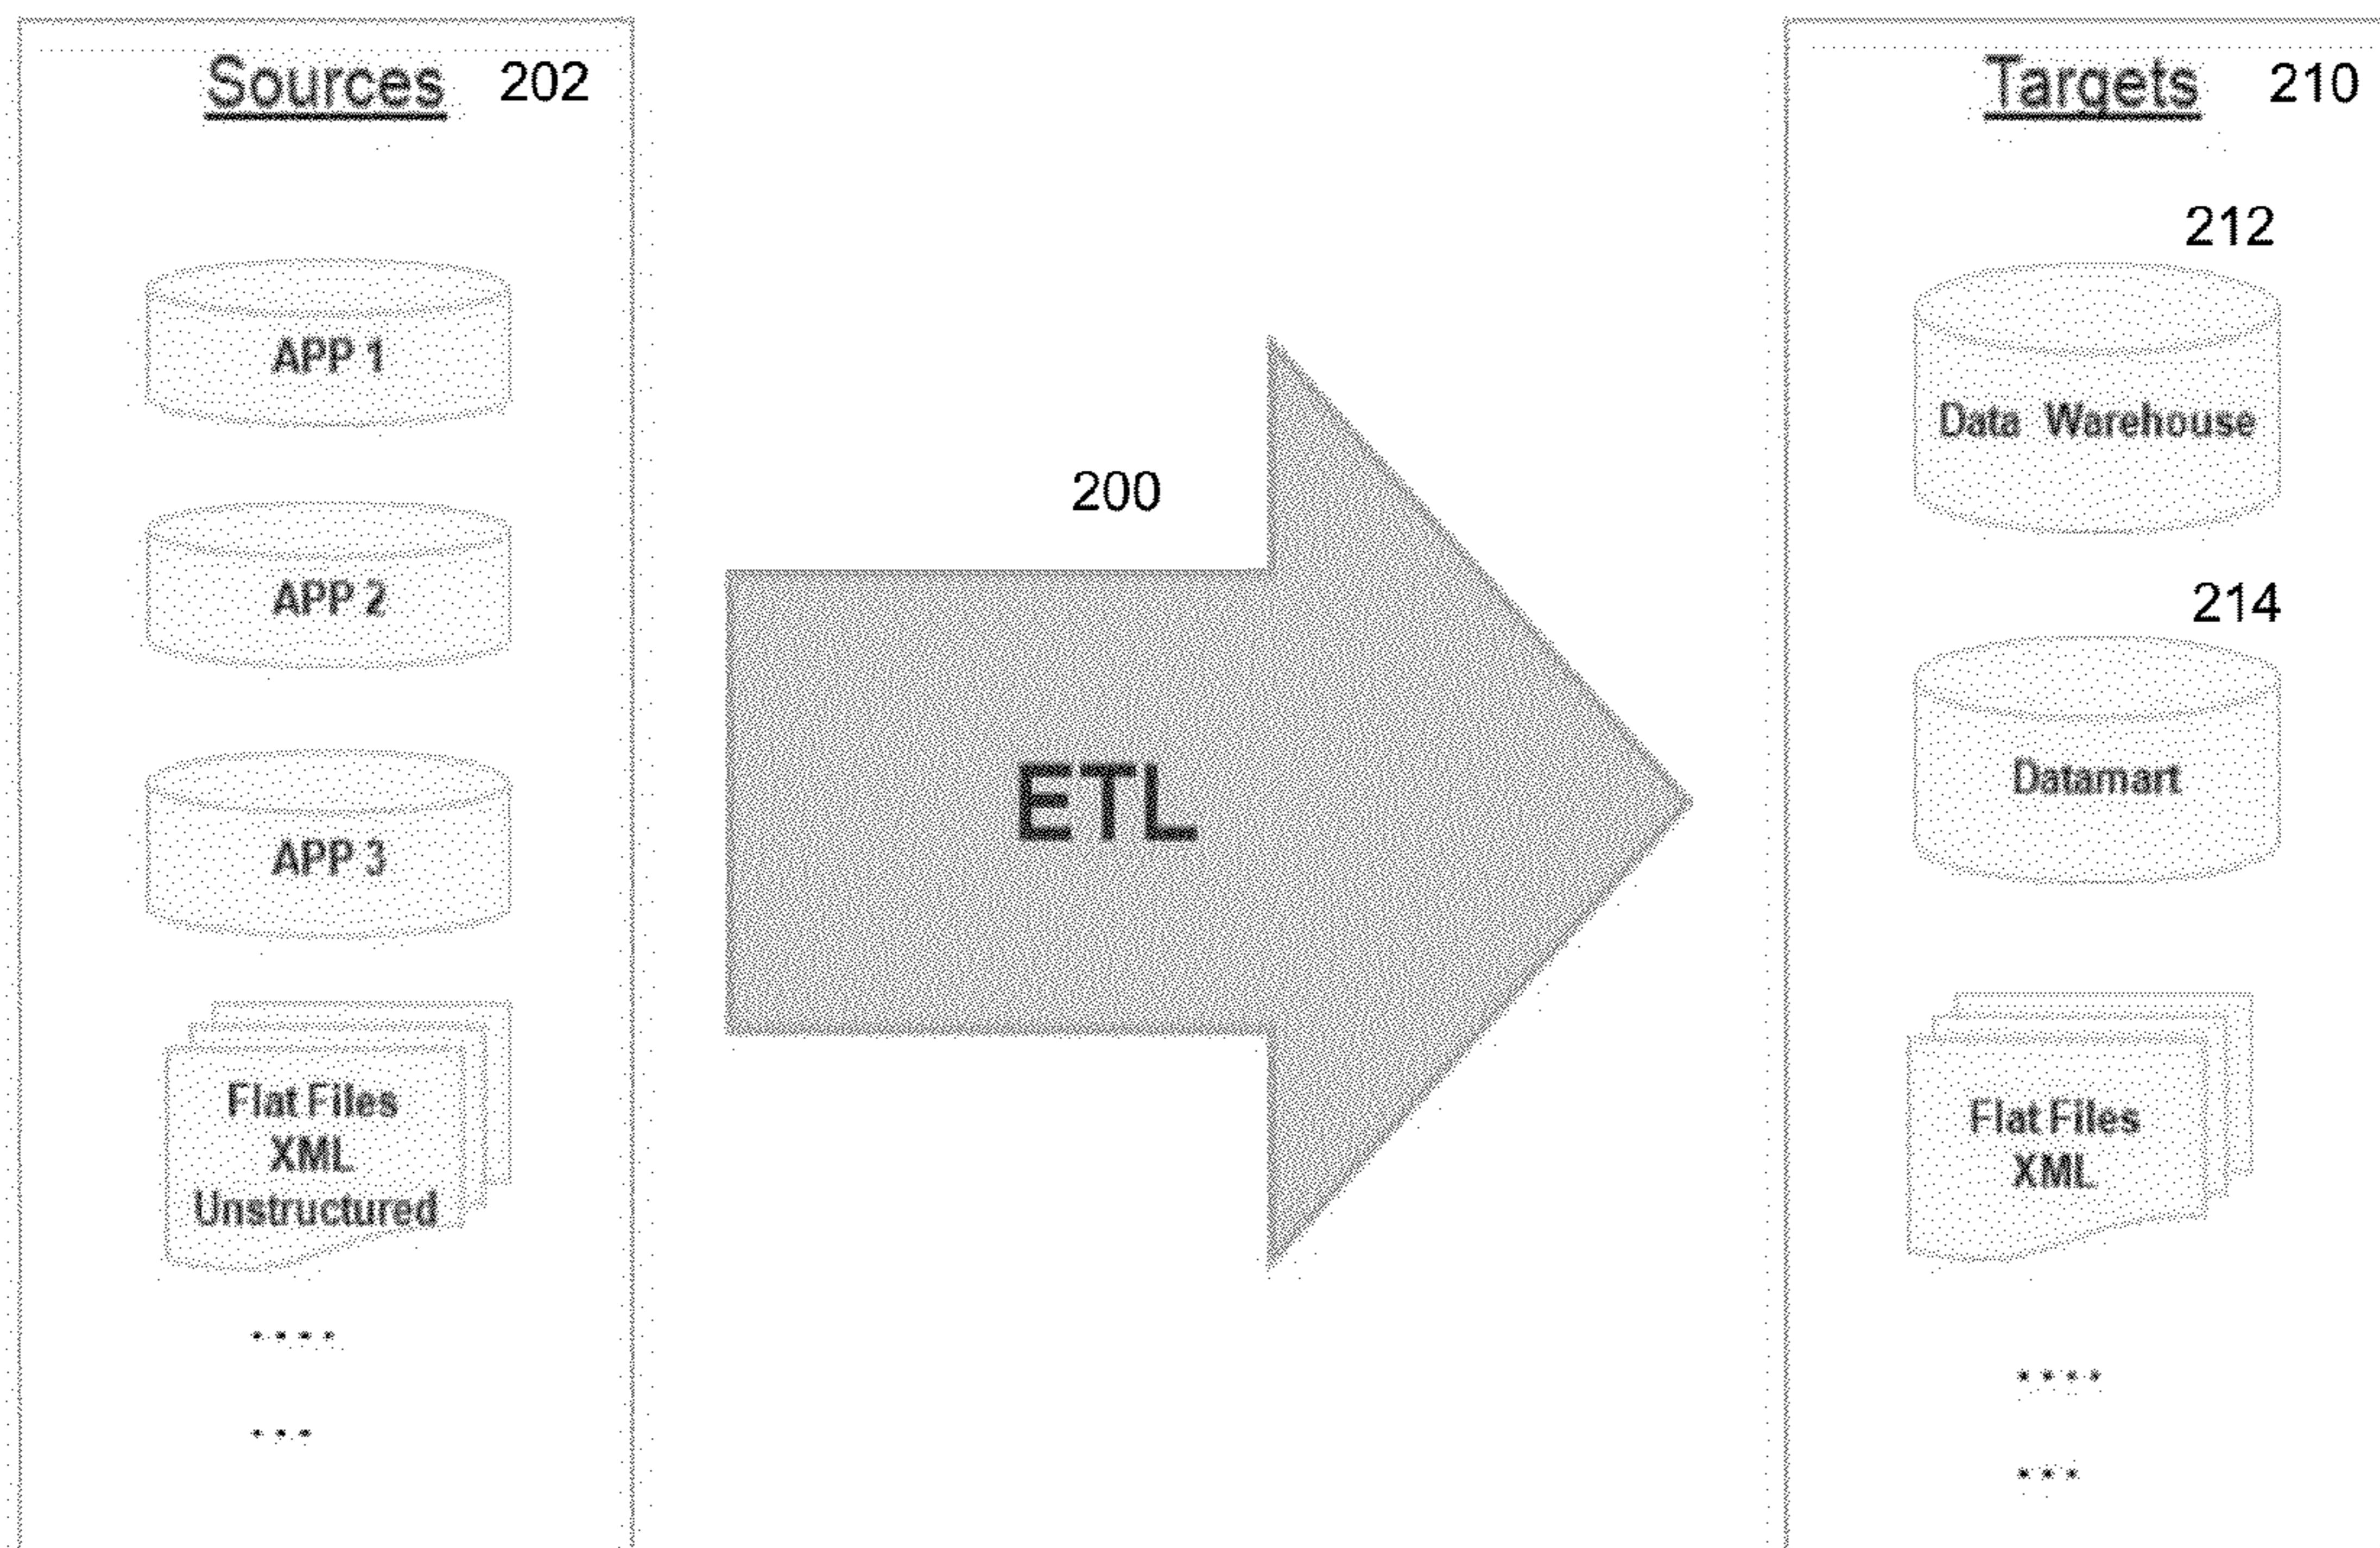 Sources 202
APP 1
APP 2
APP 3
Flat Files
XML
Unstructured
....
...
200
ETL
Targets 210
212
Data Warehouse
214
Datamart
Flat Files
XML
....
...